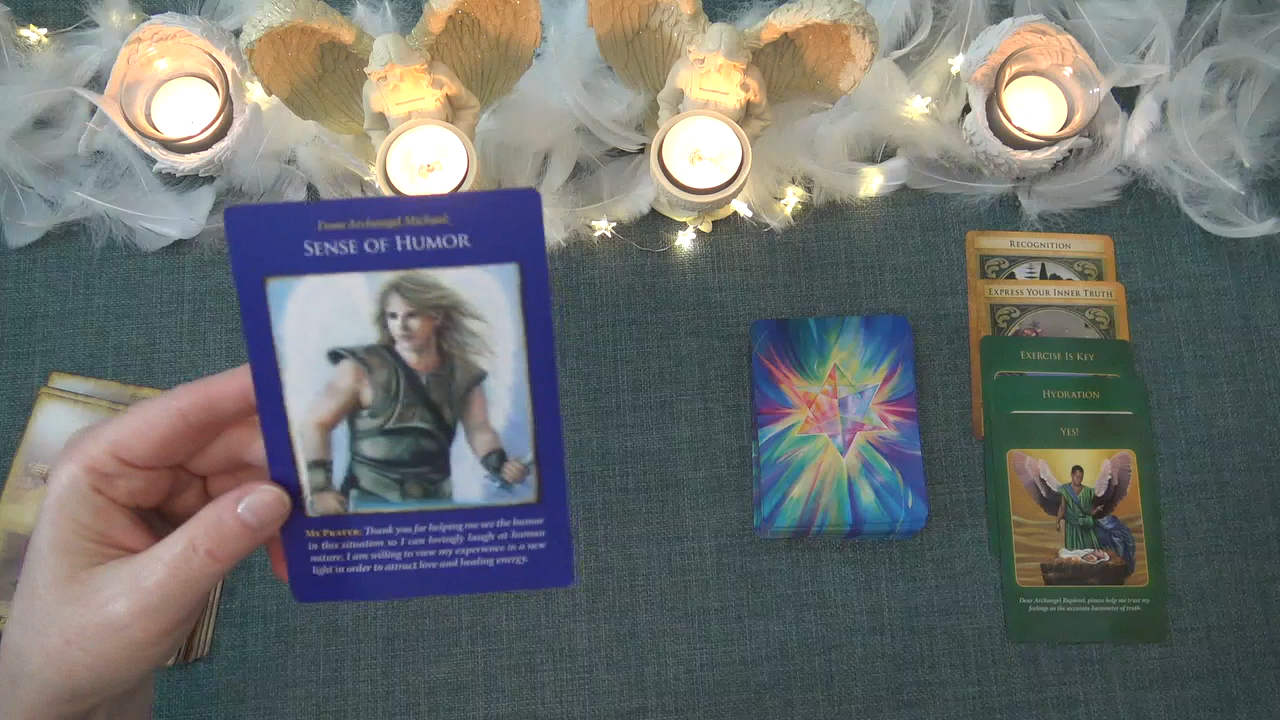 From Archangel Michael:
SENSE OF HUMOR
MY PRAYER: Thank you for helping me see the humor
in this situation so I can lovingly laugh at human
nature. I am willing to view my experience in a new
light in order to attract love and healing energy.
RECOGNITION
EXPRESS YOUR INNER TRUTH
EXERCISE IS KEY
HYDRATION
YES!
Dear Archangel Raphael, please help me trust my
feelings as the accurate barometer of truth.